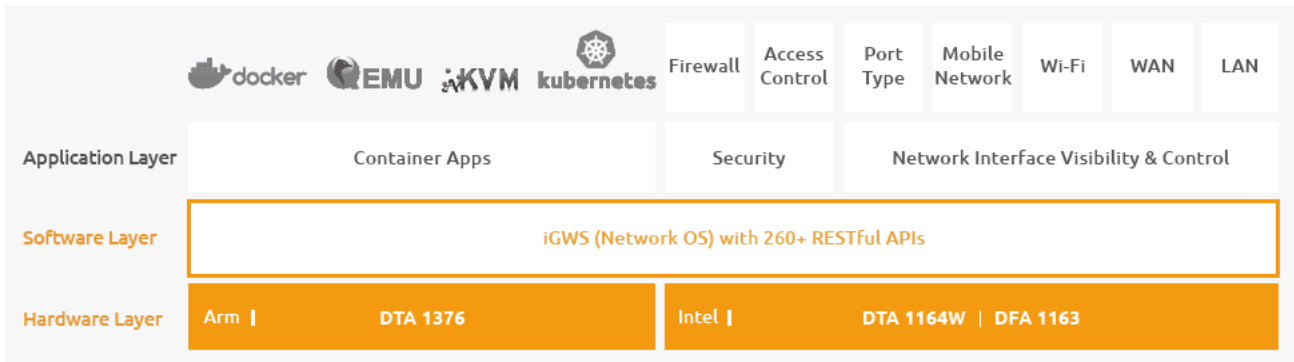 docker QEMU KVM kubernetes Firewall Access Control Port Type Mobile Network Wi-Fi WAN LAN
Application Layer Container Apps Security Network Interface Visibility & Control
Software Layer iGWS (Network OS) with 260+ RESTful APIs
Hardware Layer Arm | DTA 1376 Intel | DTA 1164W | DFA 1163